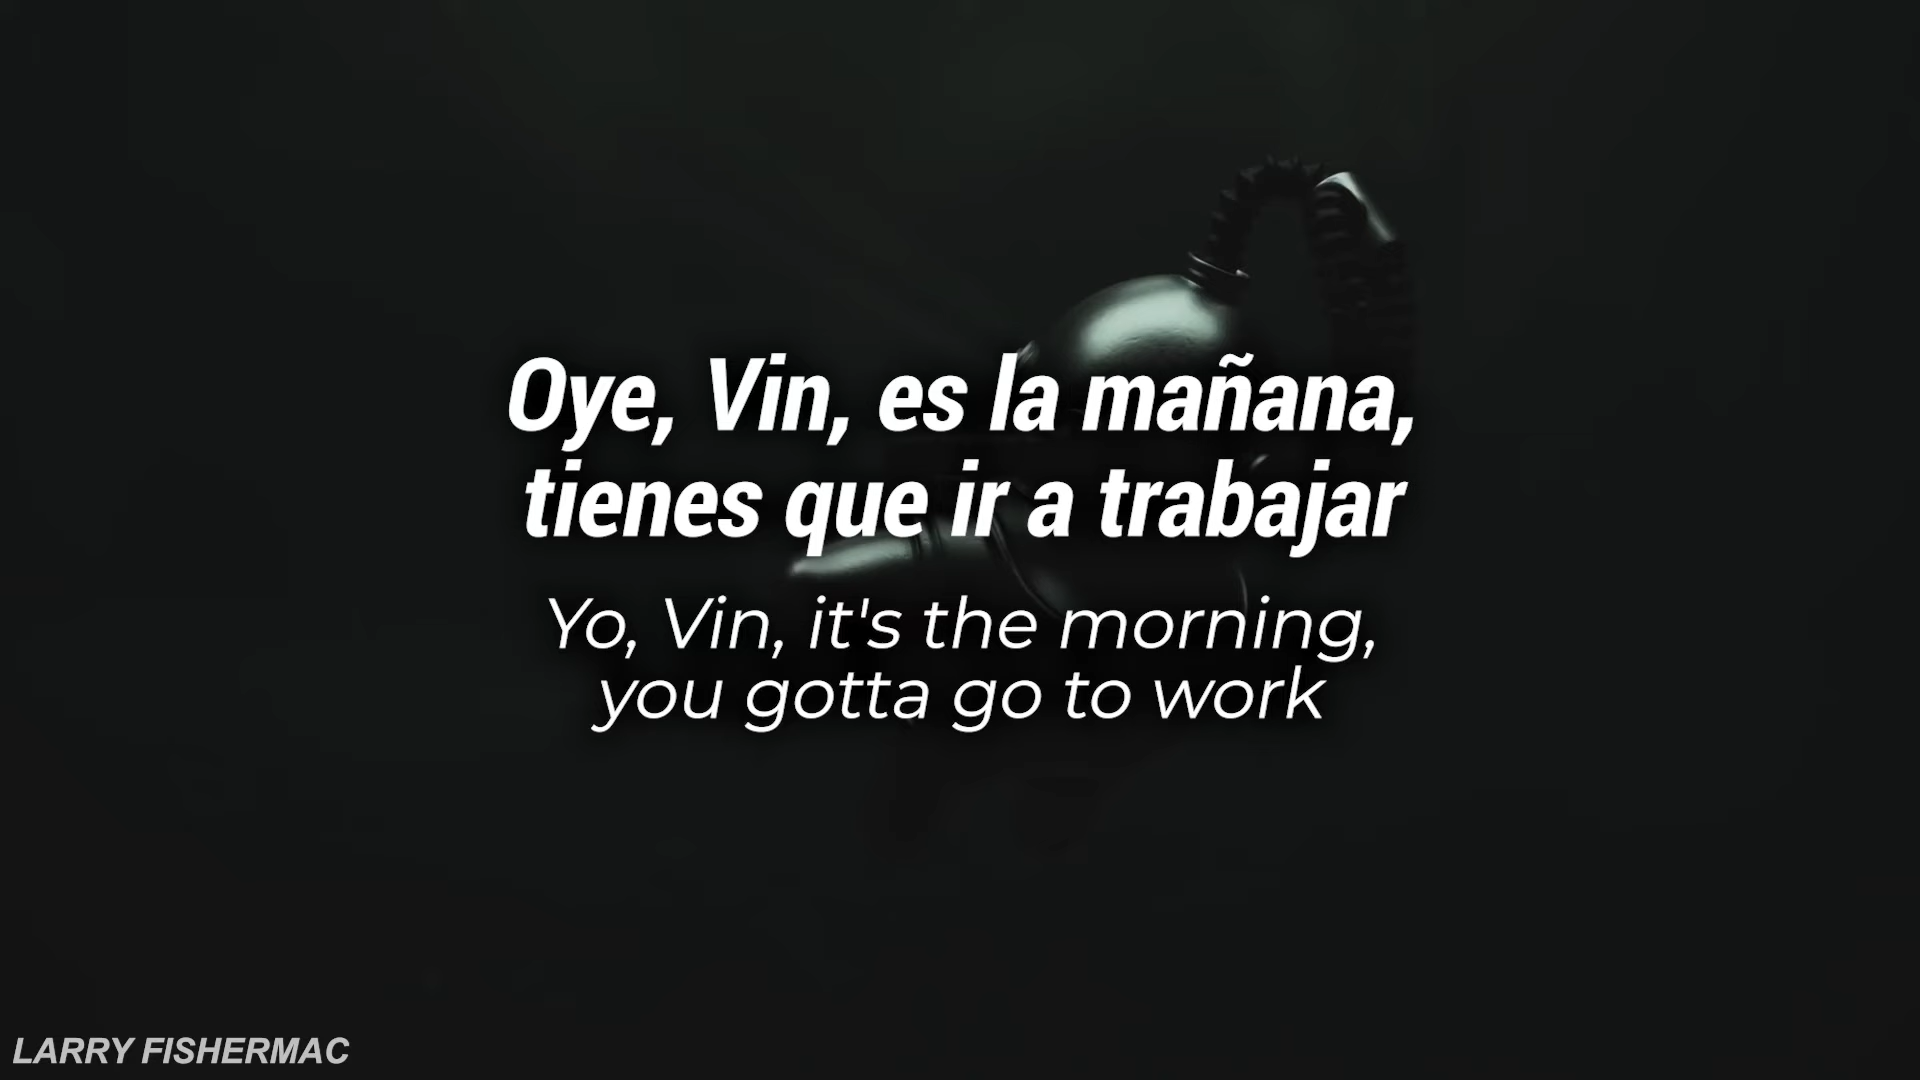 Oye, Vin, es la mañana,
tienes que ir a trabajar
Yo, Vin, it's the morning,
you gotta go to work
LARRY FISHERMAC